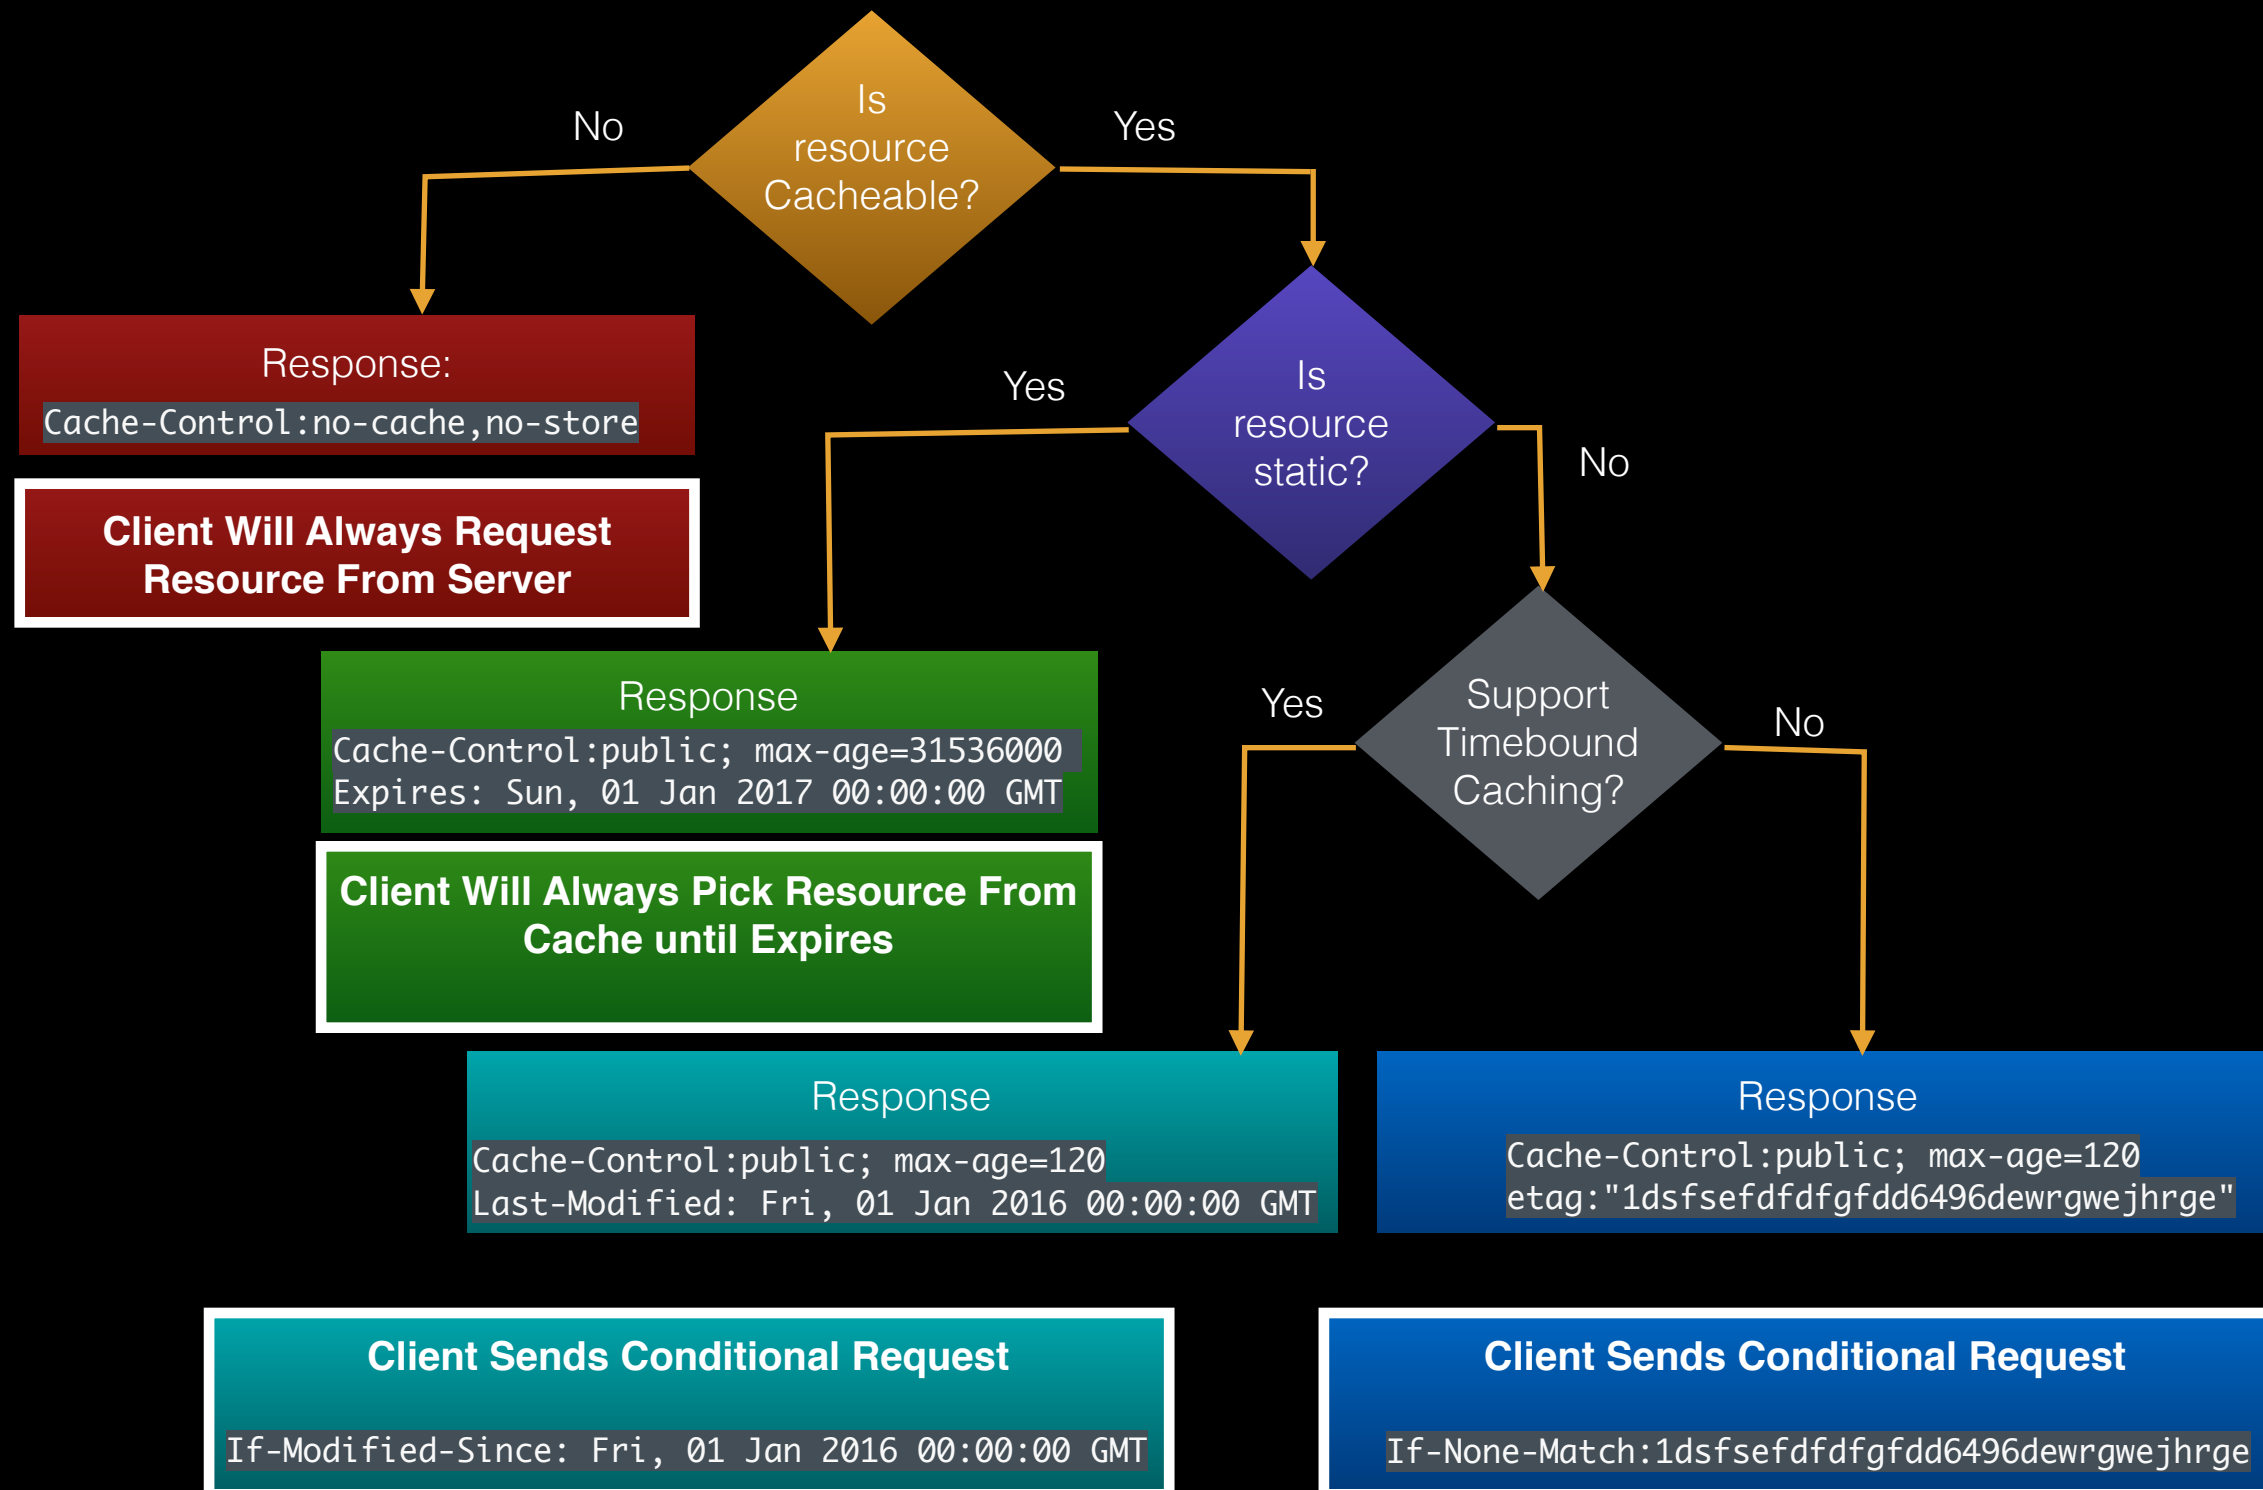 Is
resource
Cacheable?
No
Yes
Response:
Cache-Control:no-cache,no-store
Client Will Always Request
Resource From Server
Is
resource
static?
Yes
No
Response
Cache-Control:public; max-age=31536000
Expires: Sun, 01 Jan 2017 00:00:00 GMT
Client Will Always Pick Resource From
Cache until Expires
Support
Timebound
Caching?
Yes
No
Response
Cache-Control:public; max-age=120
Last-Modified: Fri, 01 Jan 2016 00:00:00 GMT
Response
Cache-Control:public; max-age=120
etag:"1dsfsefdfdfgfdd6496dewrgwejhrge"
Client Sends Conditional Request
If-Modified-Since: Fri, 01 Jan 2016 00:00:00 GMT
Client Sends Conditional Request
If-None-Match:1dsfsefdfdfgfdd6496dewrgwejhrge